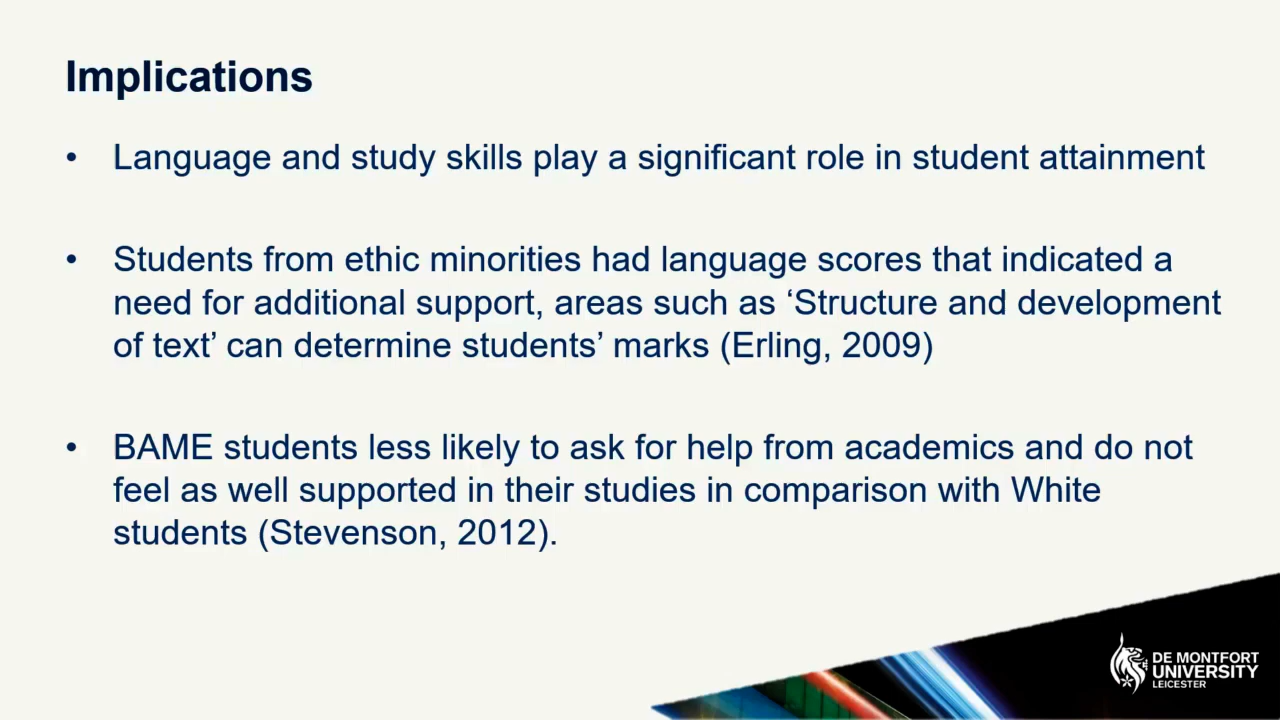 Implications
• Language and study skills play a significant role in student attainment
• Students from ethic minorities had language scores that indicated a
need for additional support, areas such as ‘Structure and development
of text’ can determine students’ marks (Erling, 2009)
• BAME students less likely to ask for help from academics and do not
feel as well supported in their studies in comparison with White
students (Stevenson, 2012).
DE MONTFORT
UNIVERSITY
LEICESTER